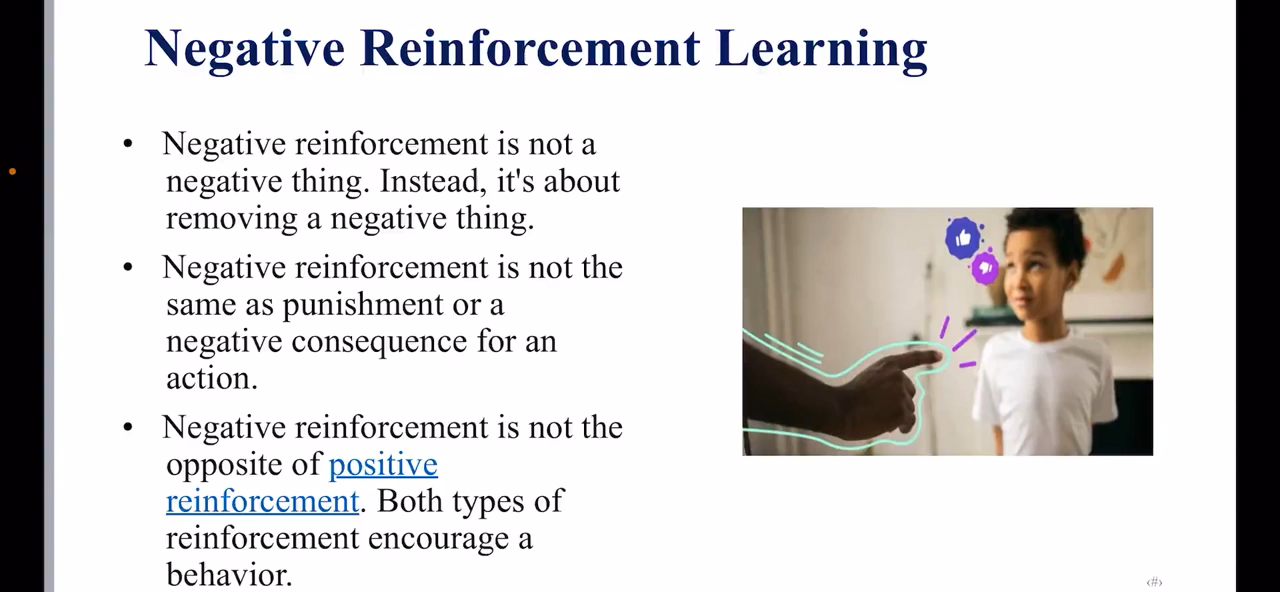 Negative Reinforcement Learning
• Negative reinforcement is not a
negative thing. Instead, it's about
removing a negative thing.
• Negative reinforcement is not the
same as punishment or a
negative consequence for an
action.
• Negative reinforcement is not the
opposite of positive
reinforcement. Both types of
reinforcement encourage a
behavior.
‹#›